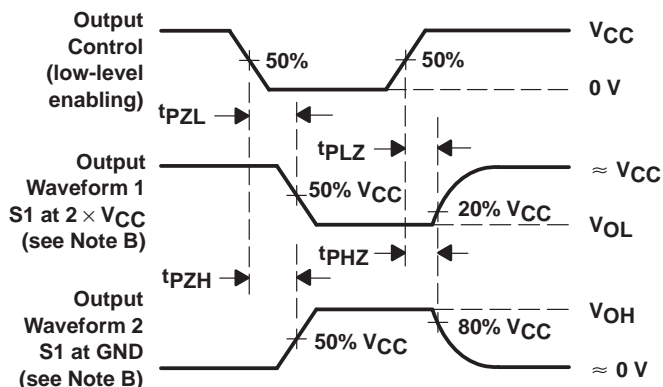 Output
Control
(low-level
enabling)
50%
50%
VCC
0 V
tPZL
tPLZ
Output
Waveform 1
S1 at 2 × VCC
(see Note B)
50% VCC
20% VCC
≈ VCC
VOL
tPZH
tPHZ
Output
Waveform 2
S1 at GND
(see Note B)
50% VCC
80% VCC
VOH
≈ 0 V